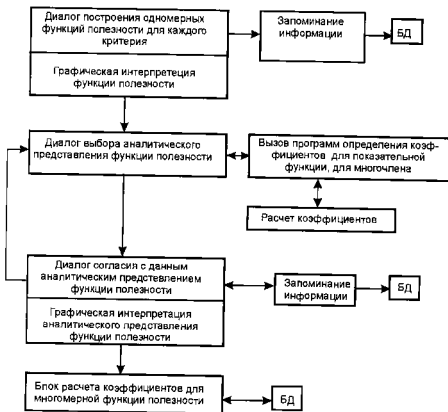 Диалог построения одномерных
функций полезности для каждого
критерия
Графическая интерпретеция
функции полезности
Запоминание
информации
БД
Диалог выбора аналитического
представления функции полезности
Вызов программ определения коэф-
фициентов для показательной
функции, для многочлена
Расчет коэффициентов
Диалог согласия с данным
аналитическим представлением
функции полезности
Графическая интерпретация
аналитического представления
функции полезности
Запоминание
информации
БД
Блок расчета коэффициентов для
многомерной функции полезности
БД